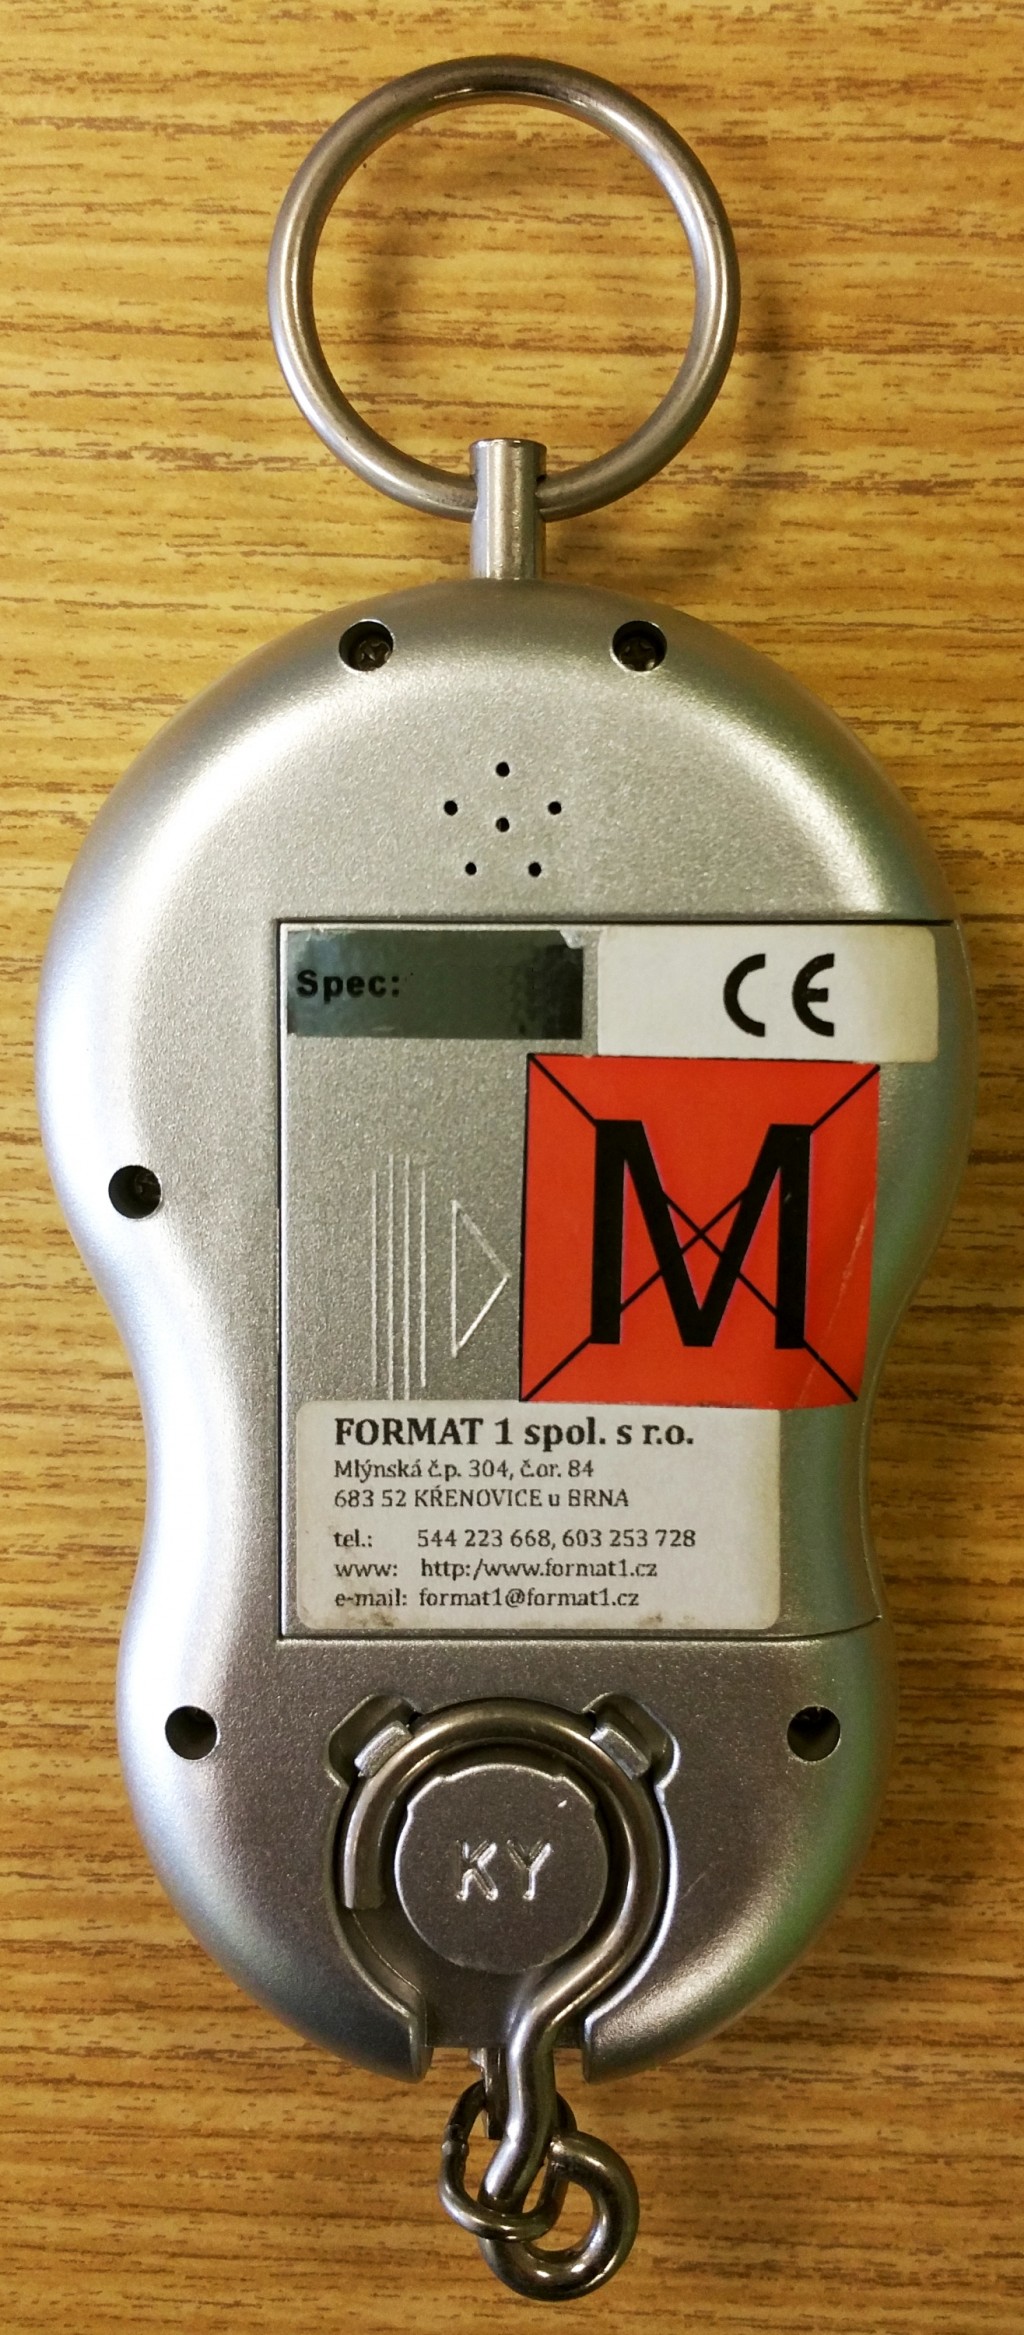 Spec:
CE
M
FORMAT 1 spol. s r.o.
Mlýnská č.p. 304, č.or. 84
683 52 KŘENOVICE u BRNA
tel.: 544 223 668, 603 253 728
www: http:/www.format1.cz
e-mail: format1@format1.cz
KY